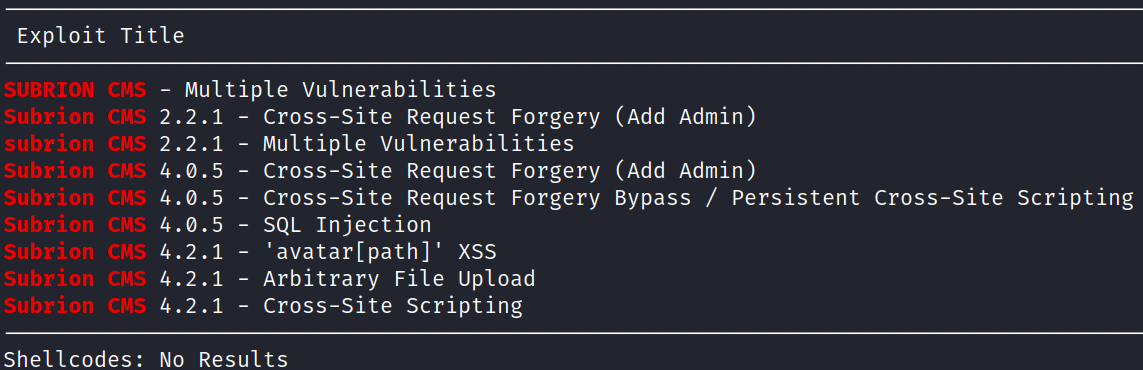 Exploit Title
SUBRION CMS - Multiple Vulnerabilities
Subrion CMS 2.2.1 - Cross-Site Request Forgery (Add Admin)
subrion CMS 2.2.1 - Multiple Vulnerabilities
Subrion CMS 4.0.5 - Cross-Site Request Forgery (Add Admin)
Subrion CMS 4.0.5 - Cross-Site Request Forgery Bypass / Persistent Cross-Site Scripting
Subrion CMS 4.0.5 - SQL Injection
Subrion CMS 4.2.1 - 'avatar[path]' XSS
Subrion CMS 4.2.1 - Arbitrary File Upload
Subrion CMS 4.2.1 - Cross-Site Scripting
Shellcodes: No Results